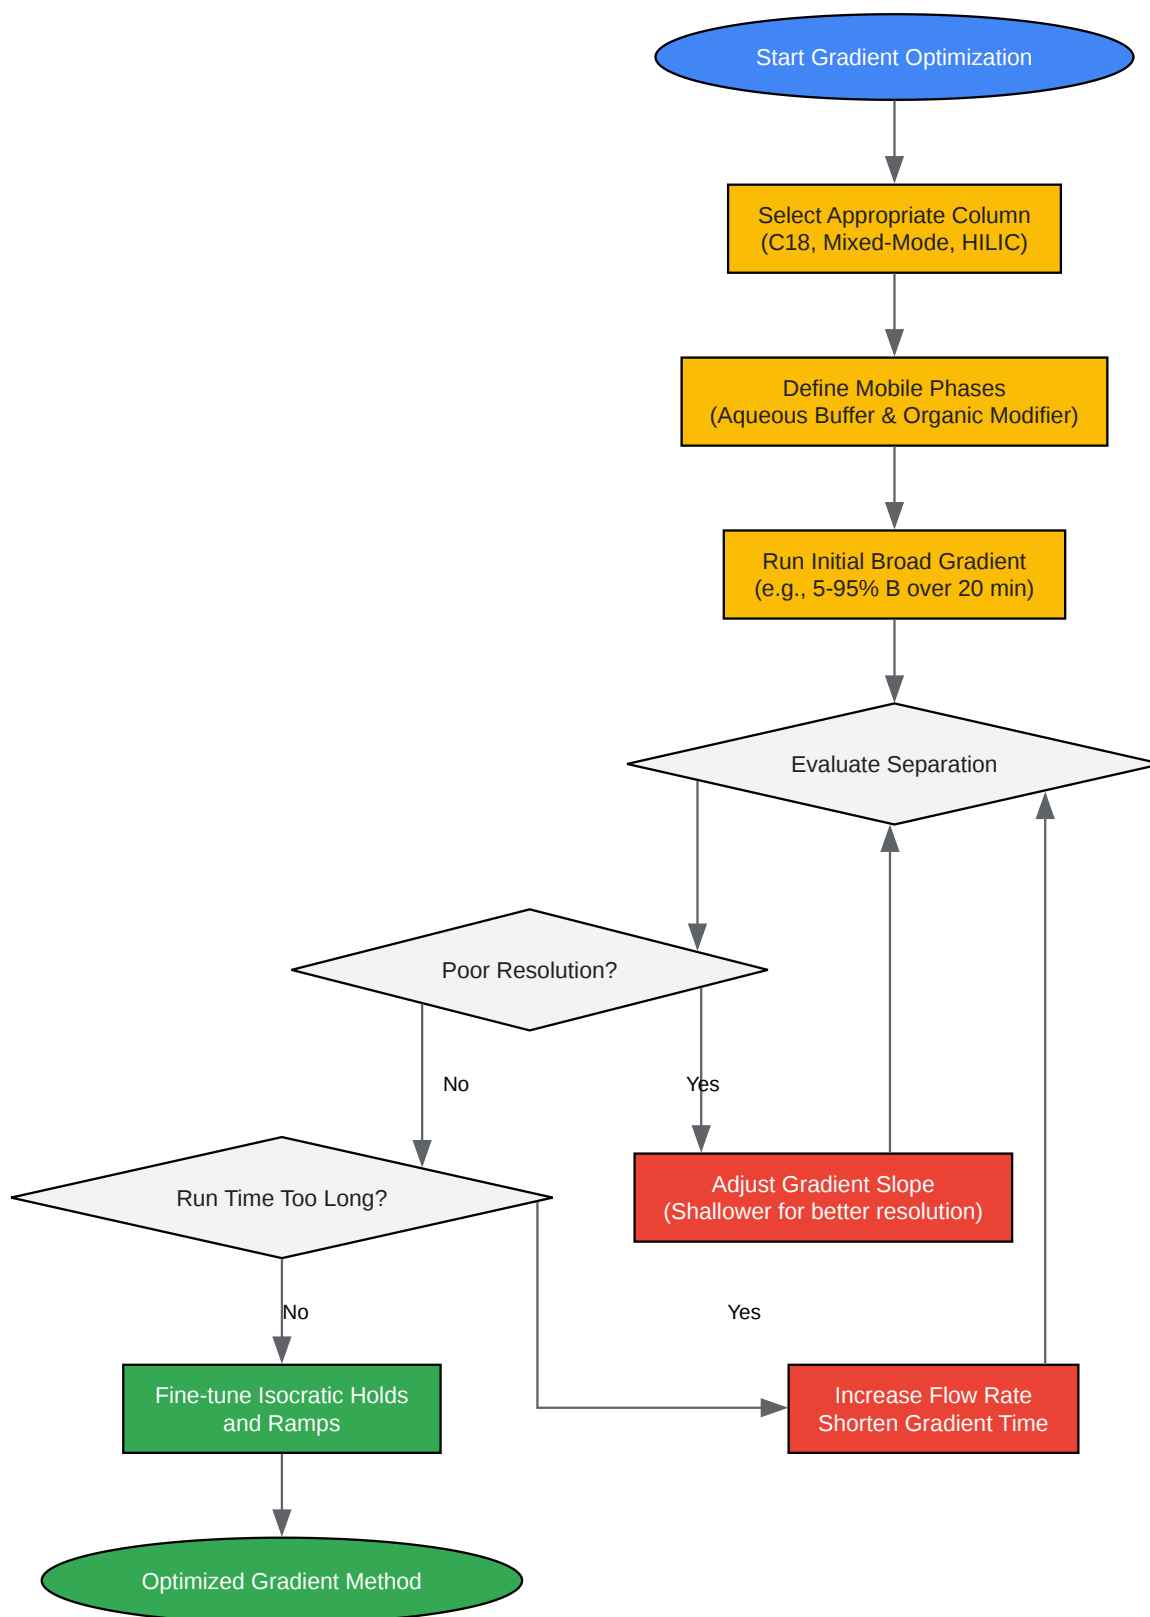 Start Gradient Optimization
Select Appropriate Column
(C18, Mixed-Mode, HILIC)
Define Mobile Phases
(Aqueous Buffer & Organic Modifier)
Run Initial Broad Gradient
(e.g., 5-95% B over 20 min)
Evaluate Separation
Poor Resolution?
No
Yes
Adjust Gradient Slope
(Shallower for better resolution)
Run Time Too Long?
No
Yes
Fine-tune Isocratic Holds
and Ramps
Increase Flow Rate
Shorten Gradient Time
Optimized Gradient Method